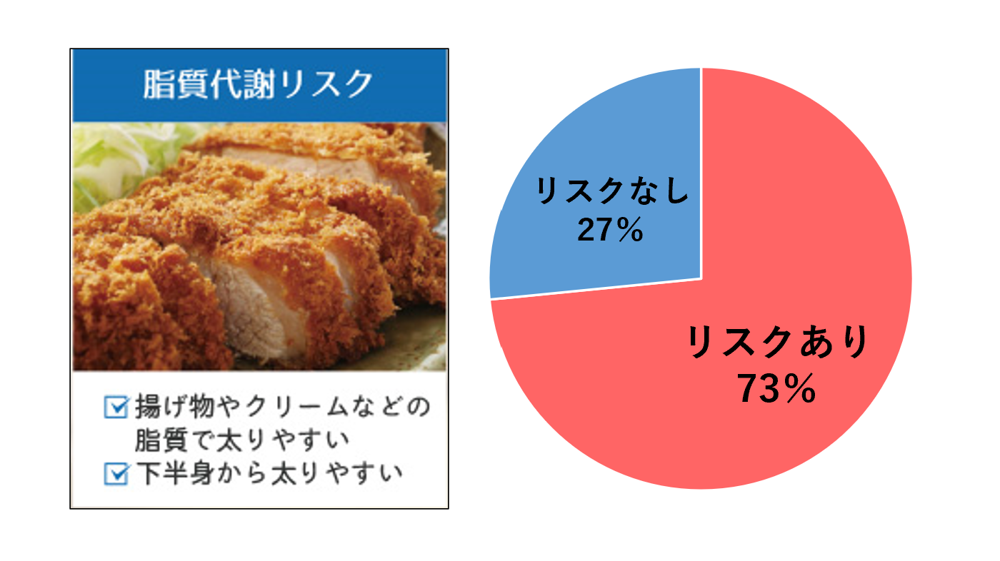 脂質代謝リスク
揚げ物やクリームなどの
脂質で太りやすい
下半身から太りやすい
リスクなし
27%
リスクあり
73%